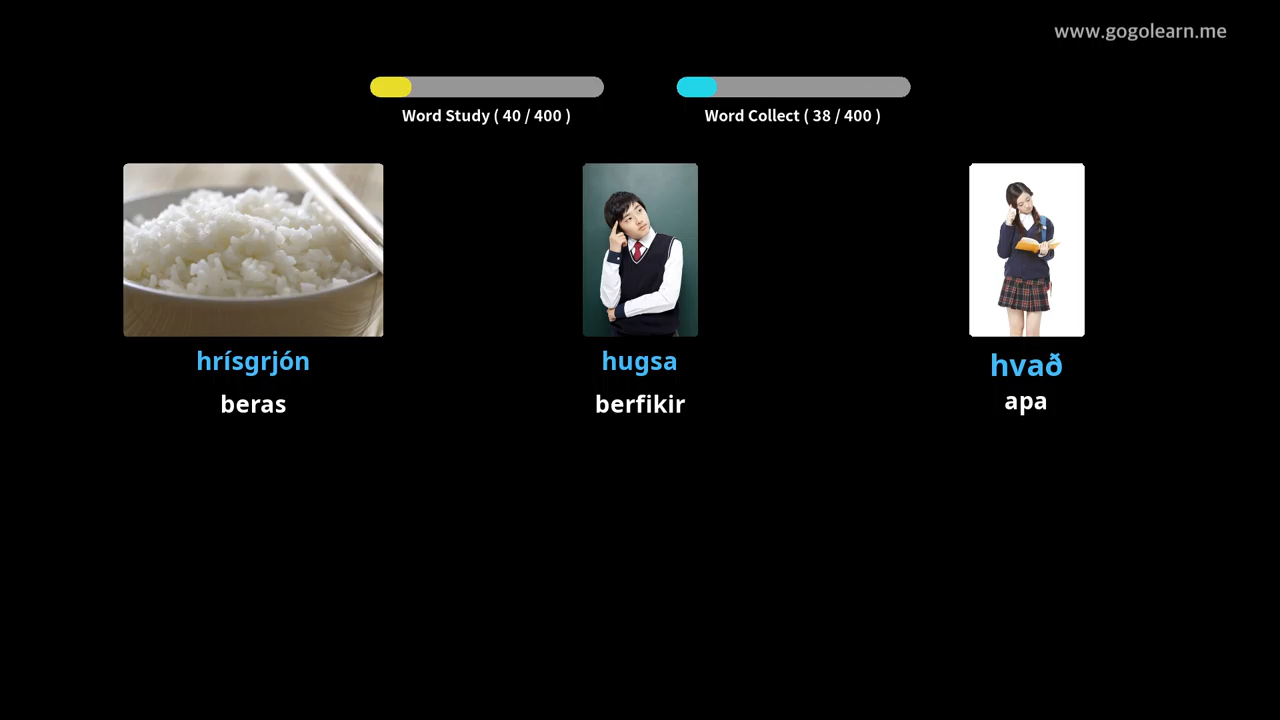 www.gogolearn.me
Word Study ( 40 / 400 )
Word Collect ( 38 / 400 )
hrísgrjón
beras
hugsa
berfikir
hvað
apa